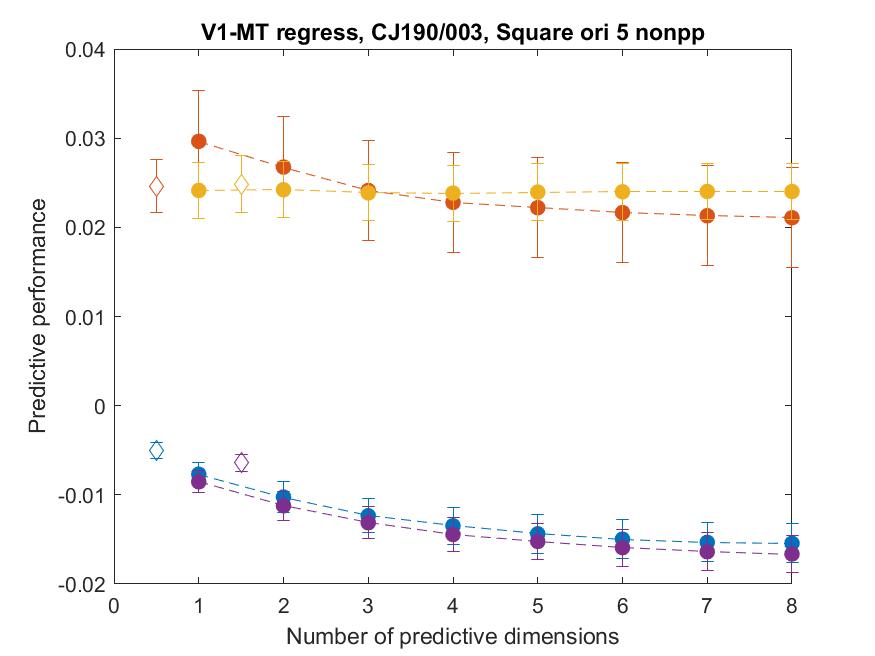 V1-MT regress, CJ190/003, Square ori 5 nonpp
0.04
0.03
0.02
0.01
0
-0.01
-0.02
Predictive performance
0 1 2 3 4 5 6 7 8
Number of predictive dimensions